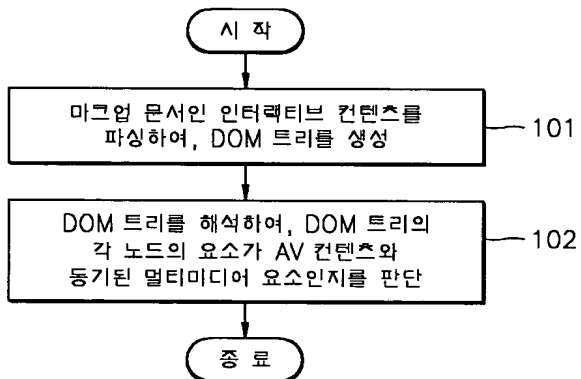 시 작
마크업 문서인 인터랙티브 컨텐츠를
파싱하여, DOM 트리를 생성
101
DOM 트리를 해석하여, DOM 트리의
각 노드의 요소가 AV 컨텐츠와
동기된 멀티미디어 요소인지를 판단
102
종 료